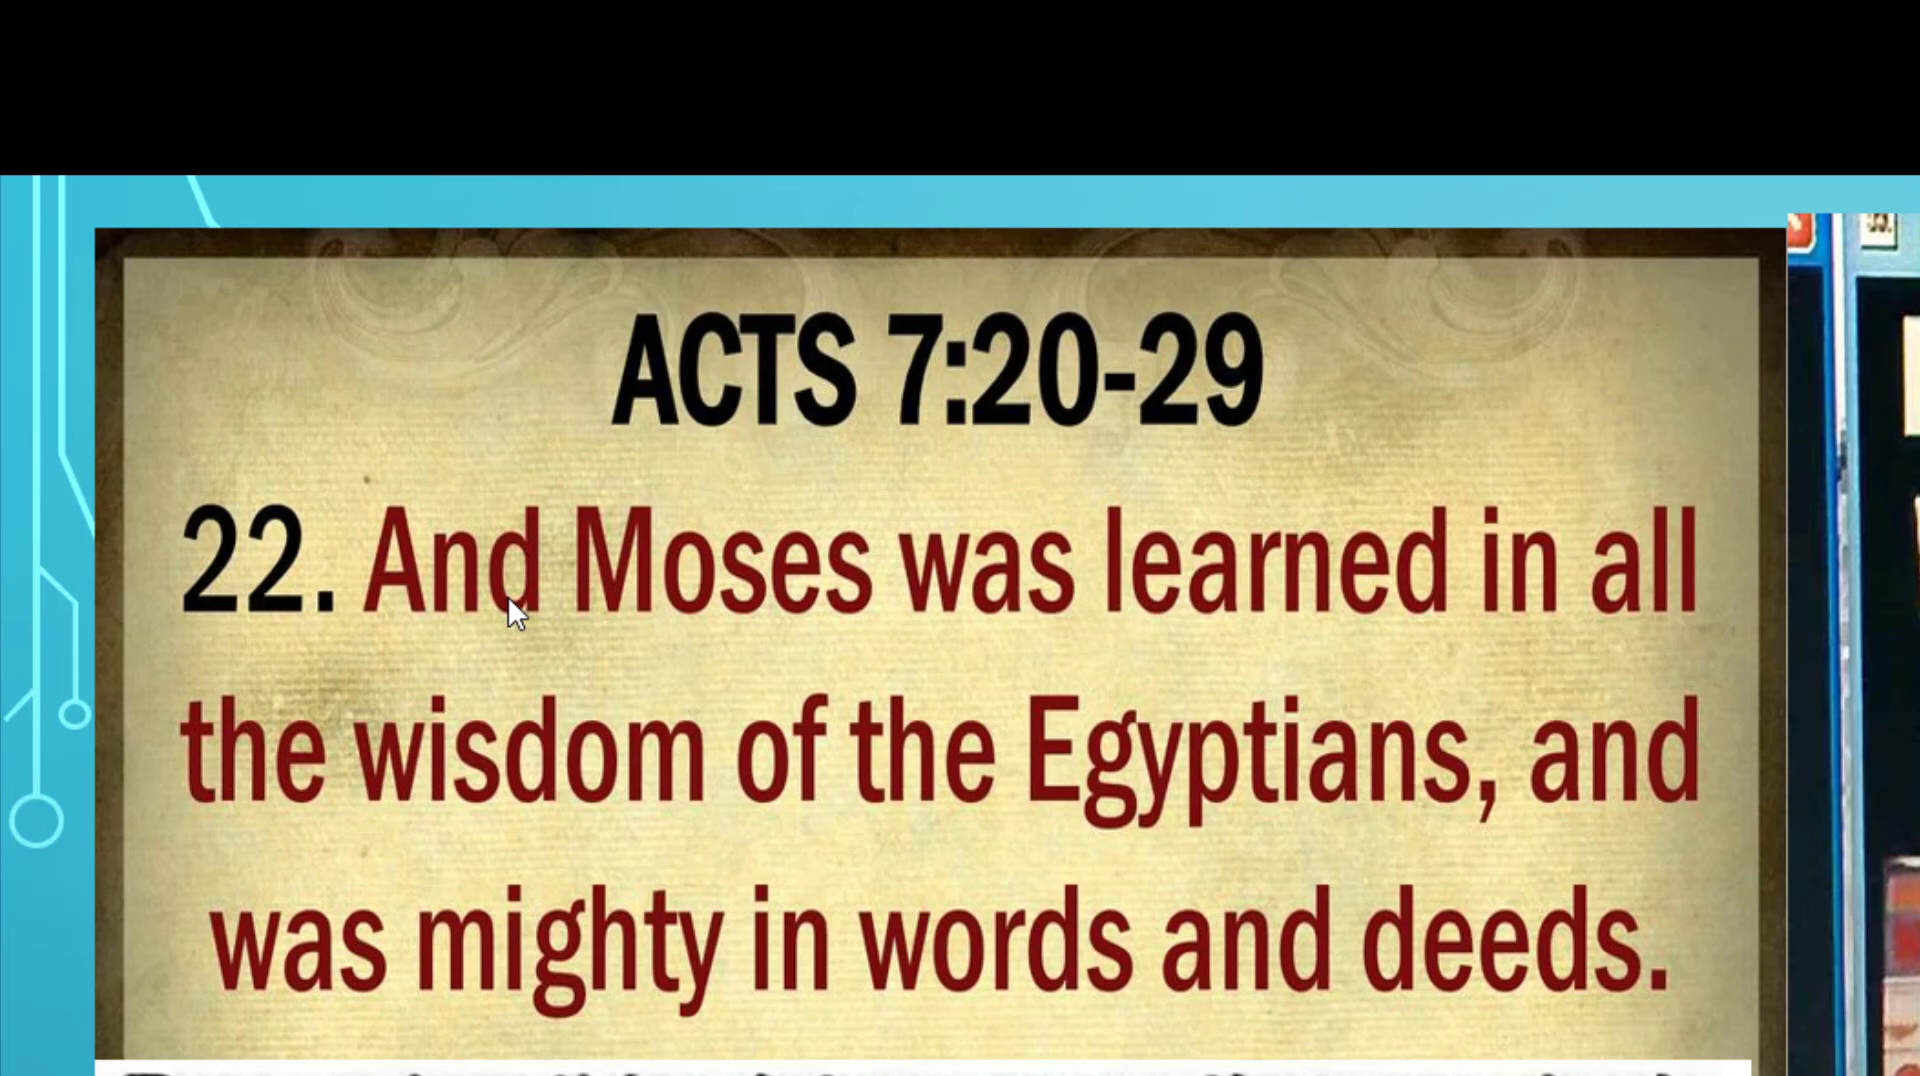 ACTS 7:20-29
22. And Moses was learned in all
the wisdom of the Egyptians, and
was mighty in words and deeds.